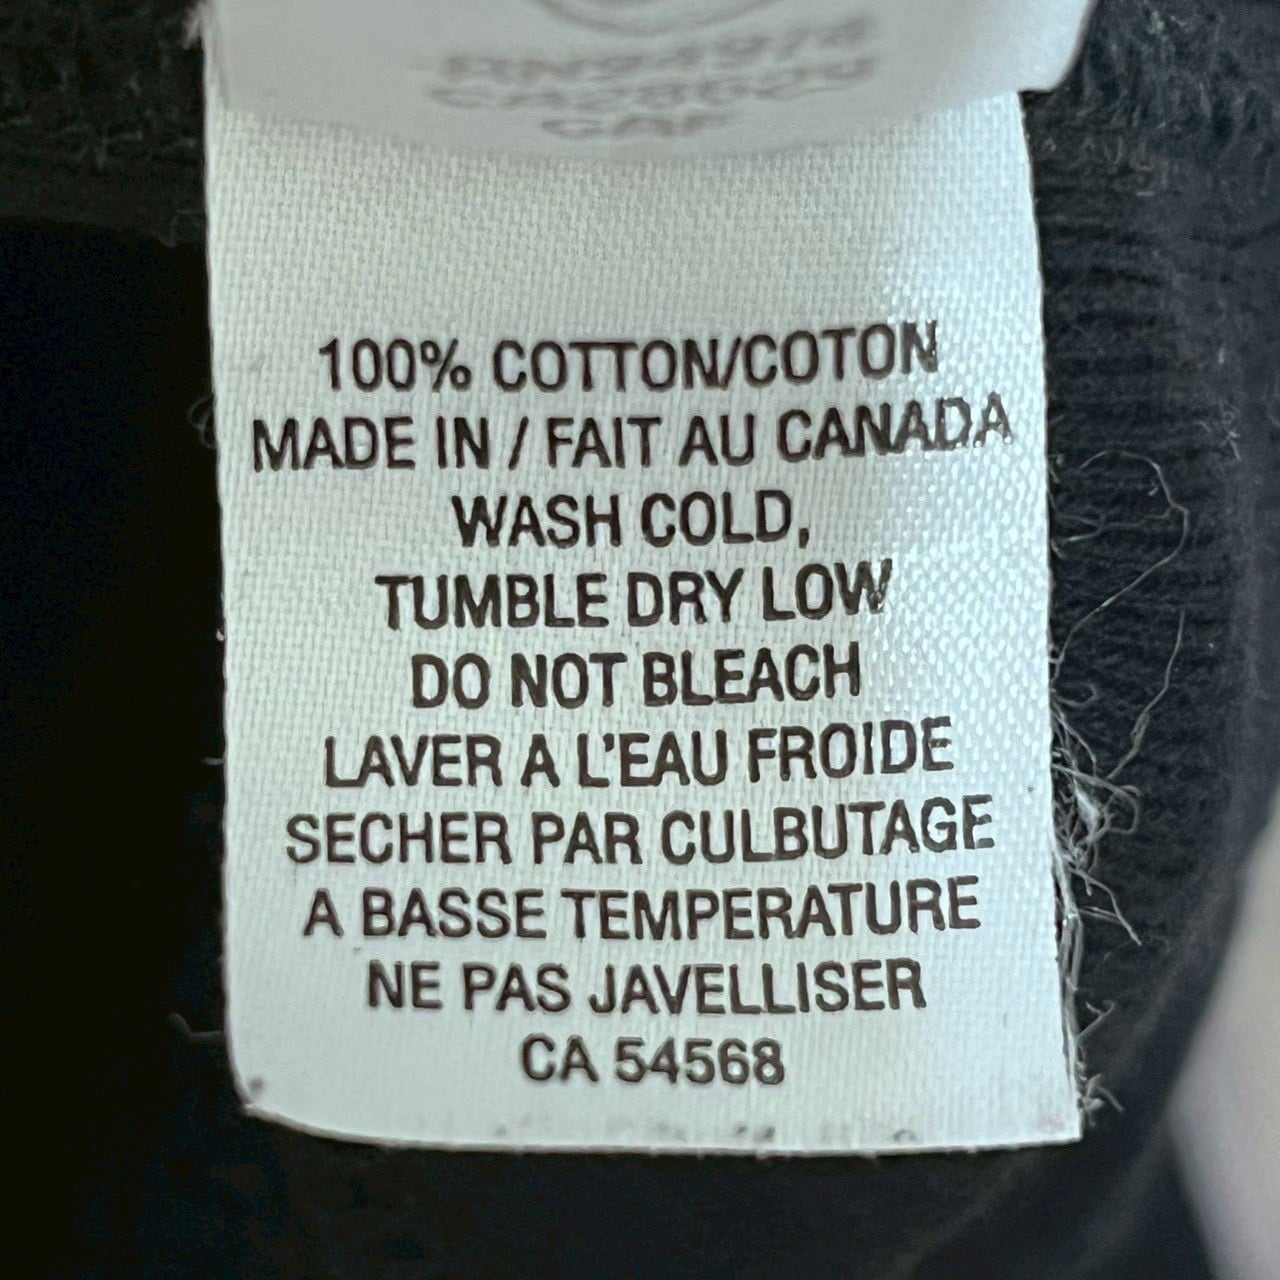 100% COTTON/COTON
MADE IN / FAIT AU CANADA
WASH COLD,
TUMBLE DRY LOW
DO NOT BLEACH
LAVER A L'EAU FROIDE
SECHER PAR CULBUTAGE
A BASSE TEMPERATURE
NE PAS JAVELLISER
CA 54568